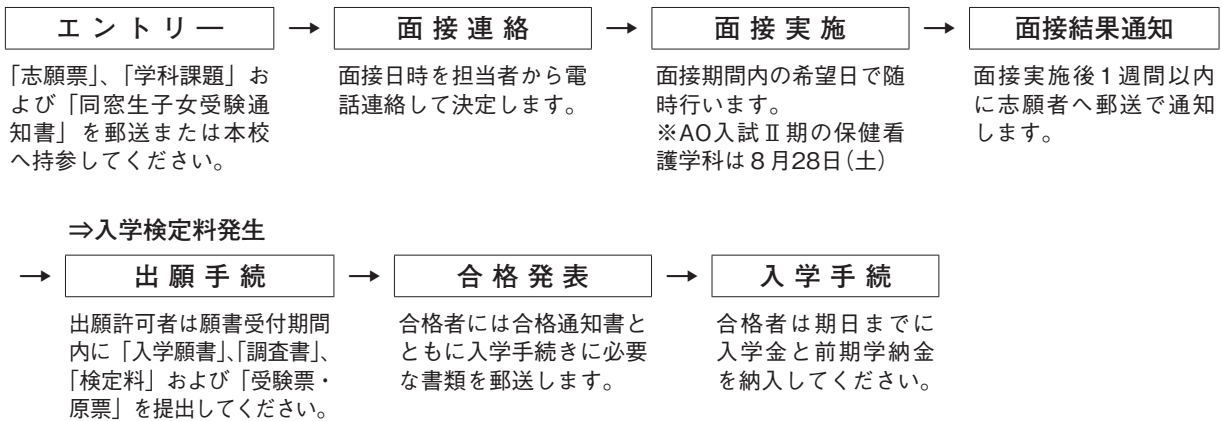 エントリー → 面接連絡 → 面接実施 → 面接結果通知
「志願票」、「学科課題」お
よび「同窓生子女受験通
知書」を郵送または本校
へ持参してください。
面接日時を担当者から電
話連絡して決定します。
面接期間内の希望日で随
時行います。
※AO入試Ⅱ期の保健看
護学科は8月28日(土)
面接実施後1週間以内
に志願者へ郵送で通知
します。
⇒入学検定料発生
→ 出願手続 → 合格発表 → 入学手続
出願許可者は願書受付期間
内に「入学願書」、「調査書」、
「検定料」および「受験票・
原票」を提出してください。
合格者には合格通知書と
ともに入学手続きに必要
な書類を郵送します。
合格者は期日までに
入学金と前期学納金
を納入してください。